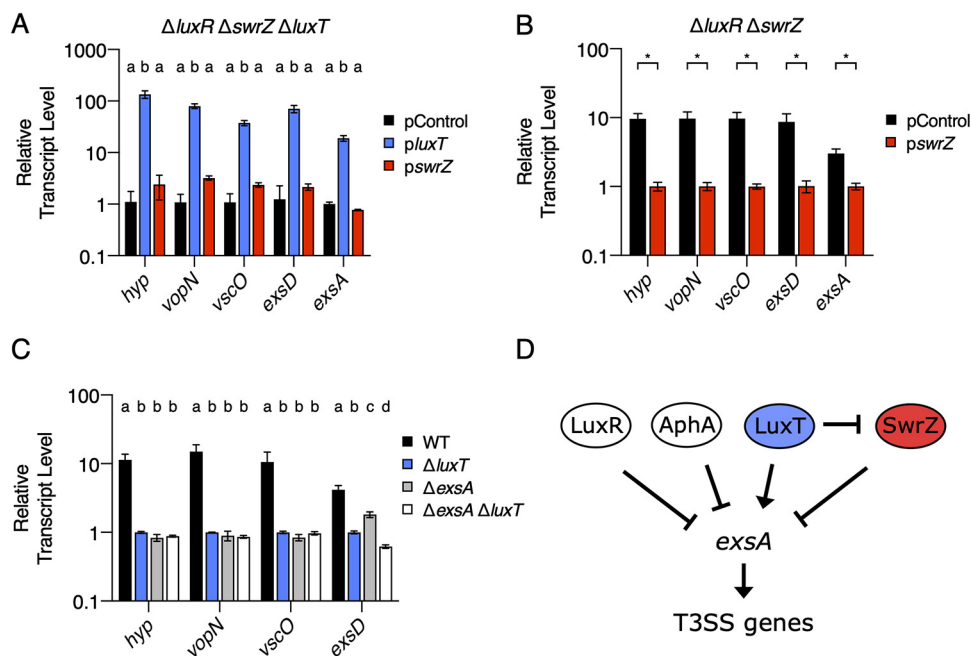 A
ΔluxR ΔswrZ ΔluxT
1000
100
10
1
0.1
Relative
Transcript Level
a b a a b a a b a a b a a b a
hyp vopN vscO exsD exsA
pControl
pluxT
pswrZ
B
ΔluxR ΔswrZ
100
10
1
0.1
Relative
Transcript Level
* * * * *
hyp vopN vscO exsD exsA
pControl
pswrZ
C
100
10
1
0.1
Relative
Transcript Level
a b b b a b b b a b b b a b c d
hyp vopN vscO exsD
WT
ΔluxT
ΔexsA
ΔexsA ΔluxT
D
LuxR AphA LuxT SwrZ
exsA
T3SS genes